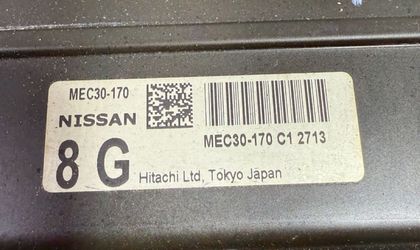 MEC30-170
NISSAN
MEC30-170 C1 2713
8 G
Hitachi Ltd, Tokyo Japan